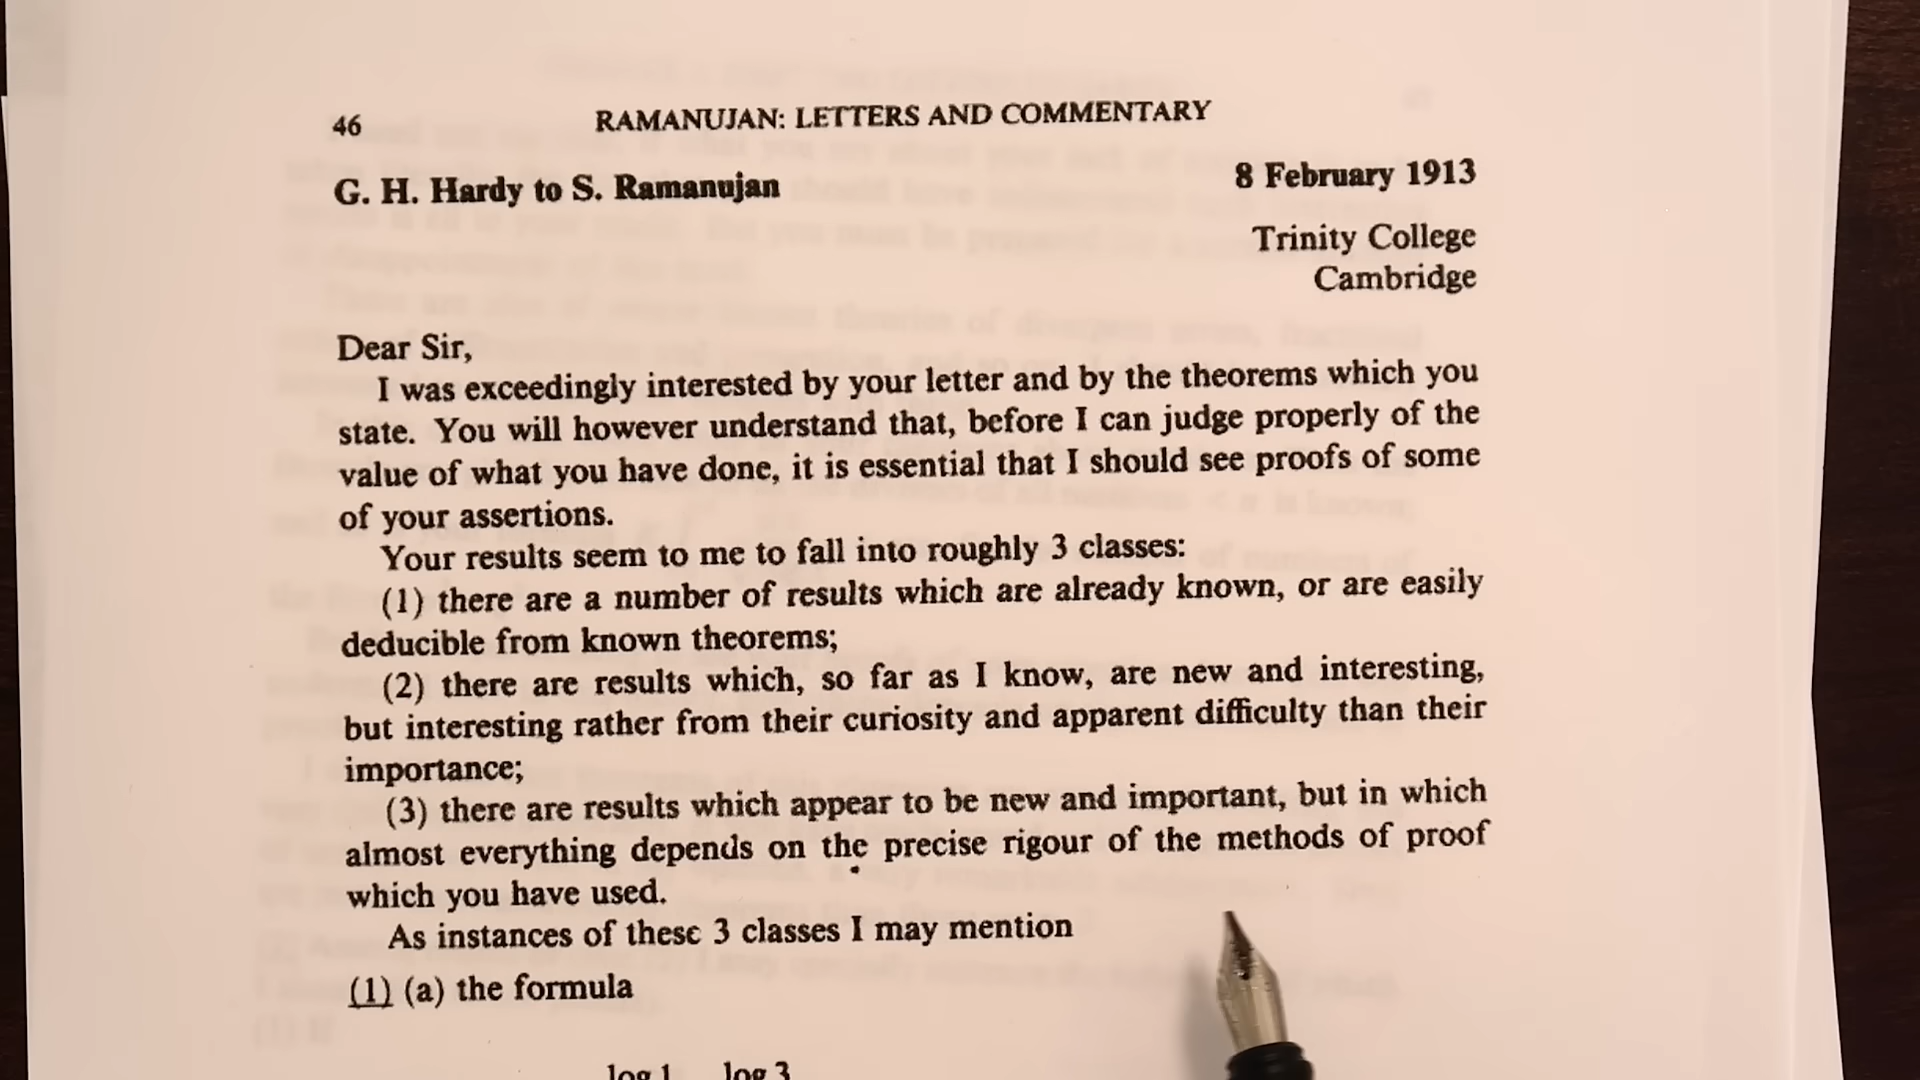 46 RAMANUJAN: LETTERS AND COMMENTARY
G. H. Hardy to S. Ramanujan 8 February 1913
Trinity College
Cambridge
Dear Sir,
I was exceedingly interested by your letter and by the theorems which you
state. You will however understand that, before I can judge properly of the
value of what you have done, it is essential that I should see proofs of some
of your assertions.
Your results seem to me to fall into roughly 3 classes:
(1) there are a number of results which are already known, or are easily
deducible from known theorems;
(2) there are results which, so far as I know, are new and interesting,
but interesting rather from their curiosity and apparent difficulty than their
importance;
(3) there are results which appear to be new and important, but in which
almost everything depends on the precise rigour of the methods of proof
which you have used.
As instances of these 3 classes I may mention
(1) (a) the formula
log 1 log 3